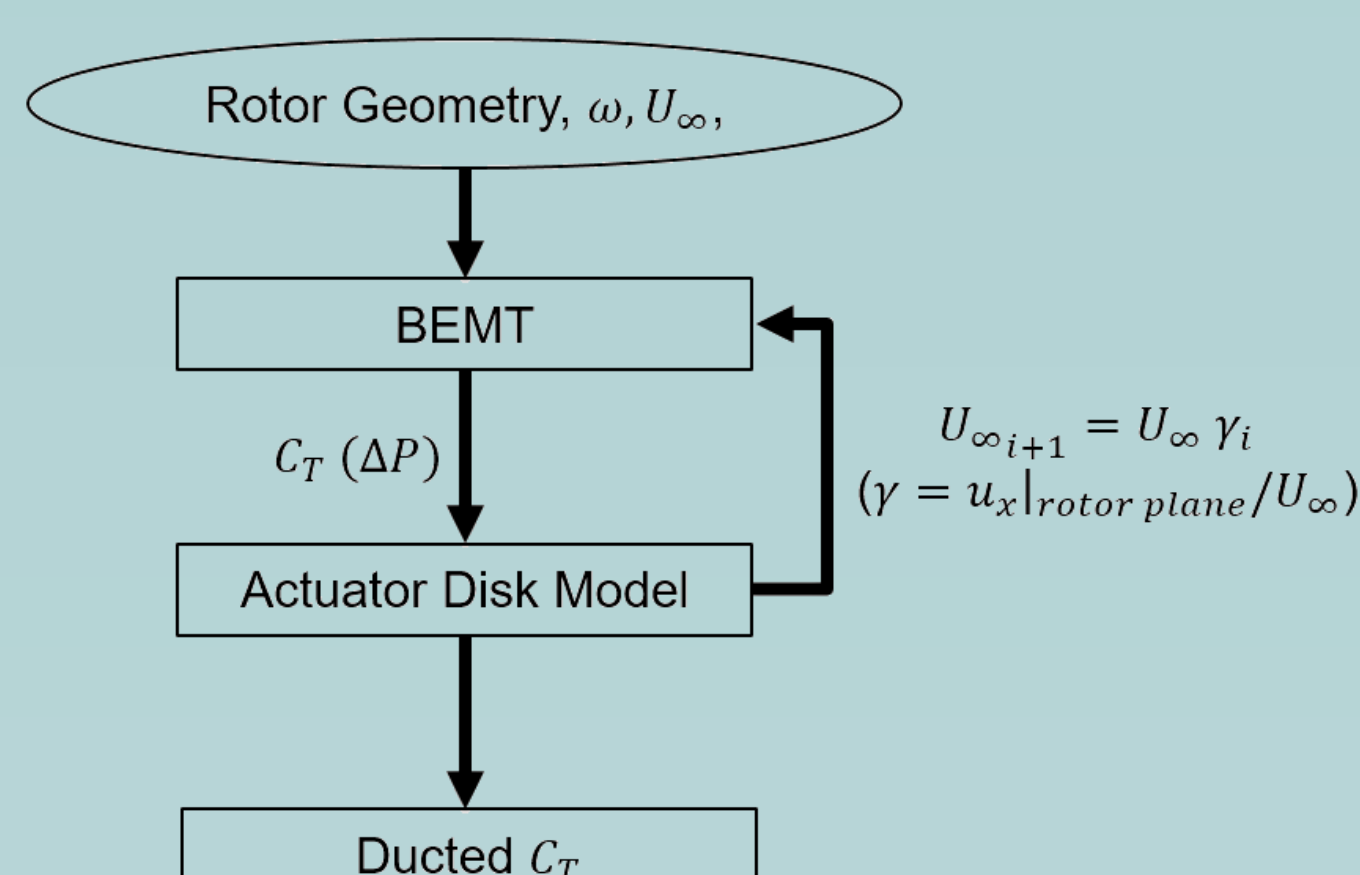 Rotor Geometry, ω, U∞,
BEMT
C_T (ΔP)
U∞_{i+1} = U∞ γ_i
(γ = u_x|_{rotor plane}/U∞)
Actuator Disk Model
Ducted C_T